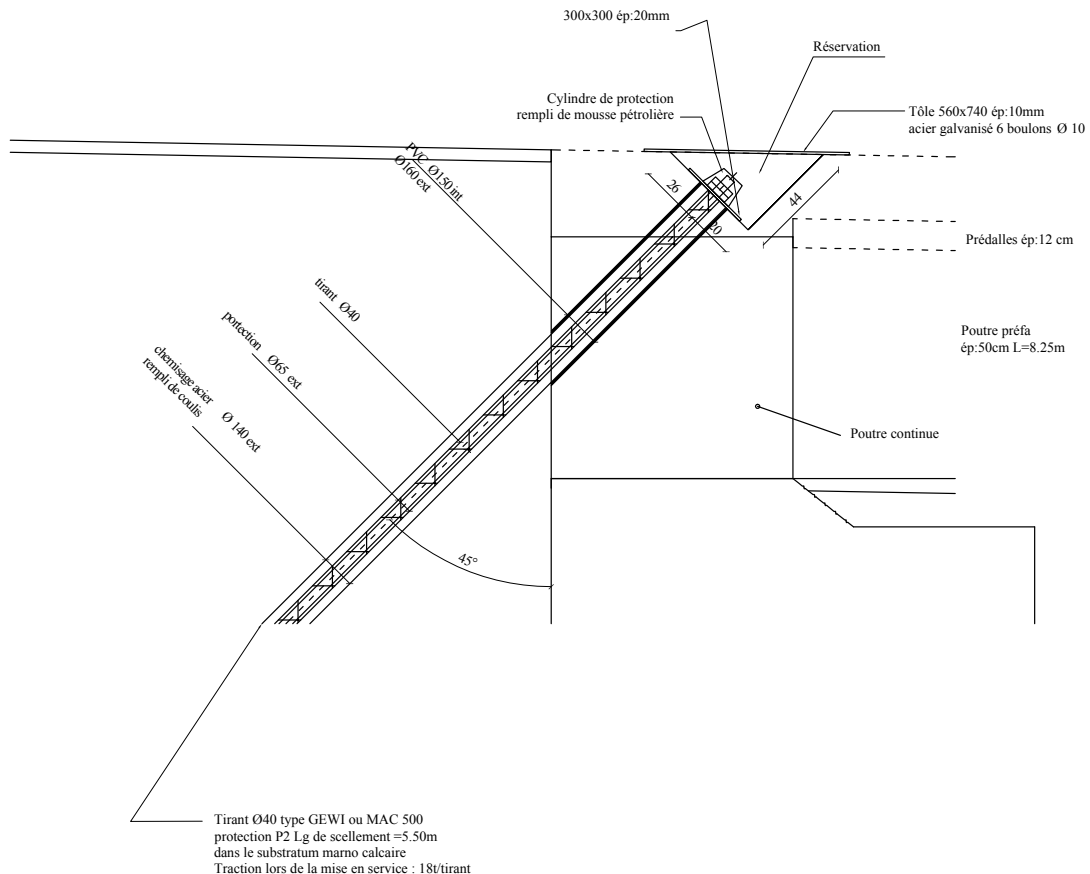 300x300 ép:20mm
Réservation
Cylindre de protection
rempli de mousse pétrolière
Tôle 560x740 ép:10mm
acier galvanisé 6 boulons Ø 10
PVC Ø150 int
Ø160 ext
26
44
20
Prédalles ép:12 cm
tirant Ø40
portection Ø65 ext
Poutre préfa
ép:50cm L=8.25m
chemisage acier Ø 140 ext
rempli de coulis
Poutre continue
45°
Tirant Ø40 type GEWI ou MAC 500
protection P2 Lg de scellement =5.50m
dans le substratum marno calcaire
Traction lors de la mise en service : 18t/tirant